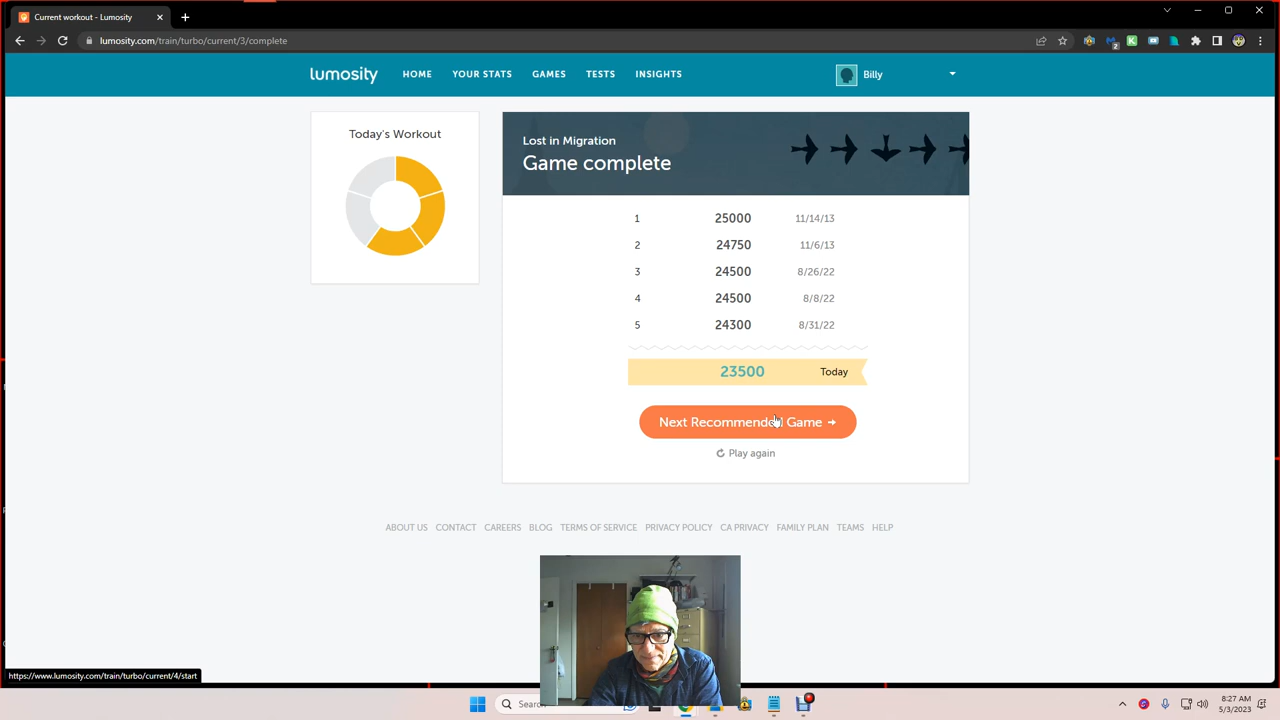 Current workout - Lumosity
lumosity.com/train/turbo/current/3/complete
2
lumosity
HOME
YOUR STATS
GAMES
TESTS
INSIGHTS
Billy
Today's Workout
Lost in Migration
Game complete
1 25000 11/14/13
2 24750 11/6/13
3 24500 8/26/22
4 24500 8/8/22
5 24300 8/31/22
23500 Today
Next Recommended Game →
Play again
ABOUT US
CONTACT
CAREERS
BLOG
TERMS OF SERVICE
PRIVACY POLICY
CA PRIVACY
FAMILY PLAN
TEAMS
HELP
https://www.lumosity.com/train/turbo/current/4/start
Search
8:27 AM
5/3/2023